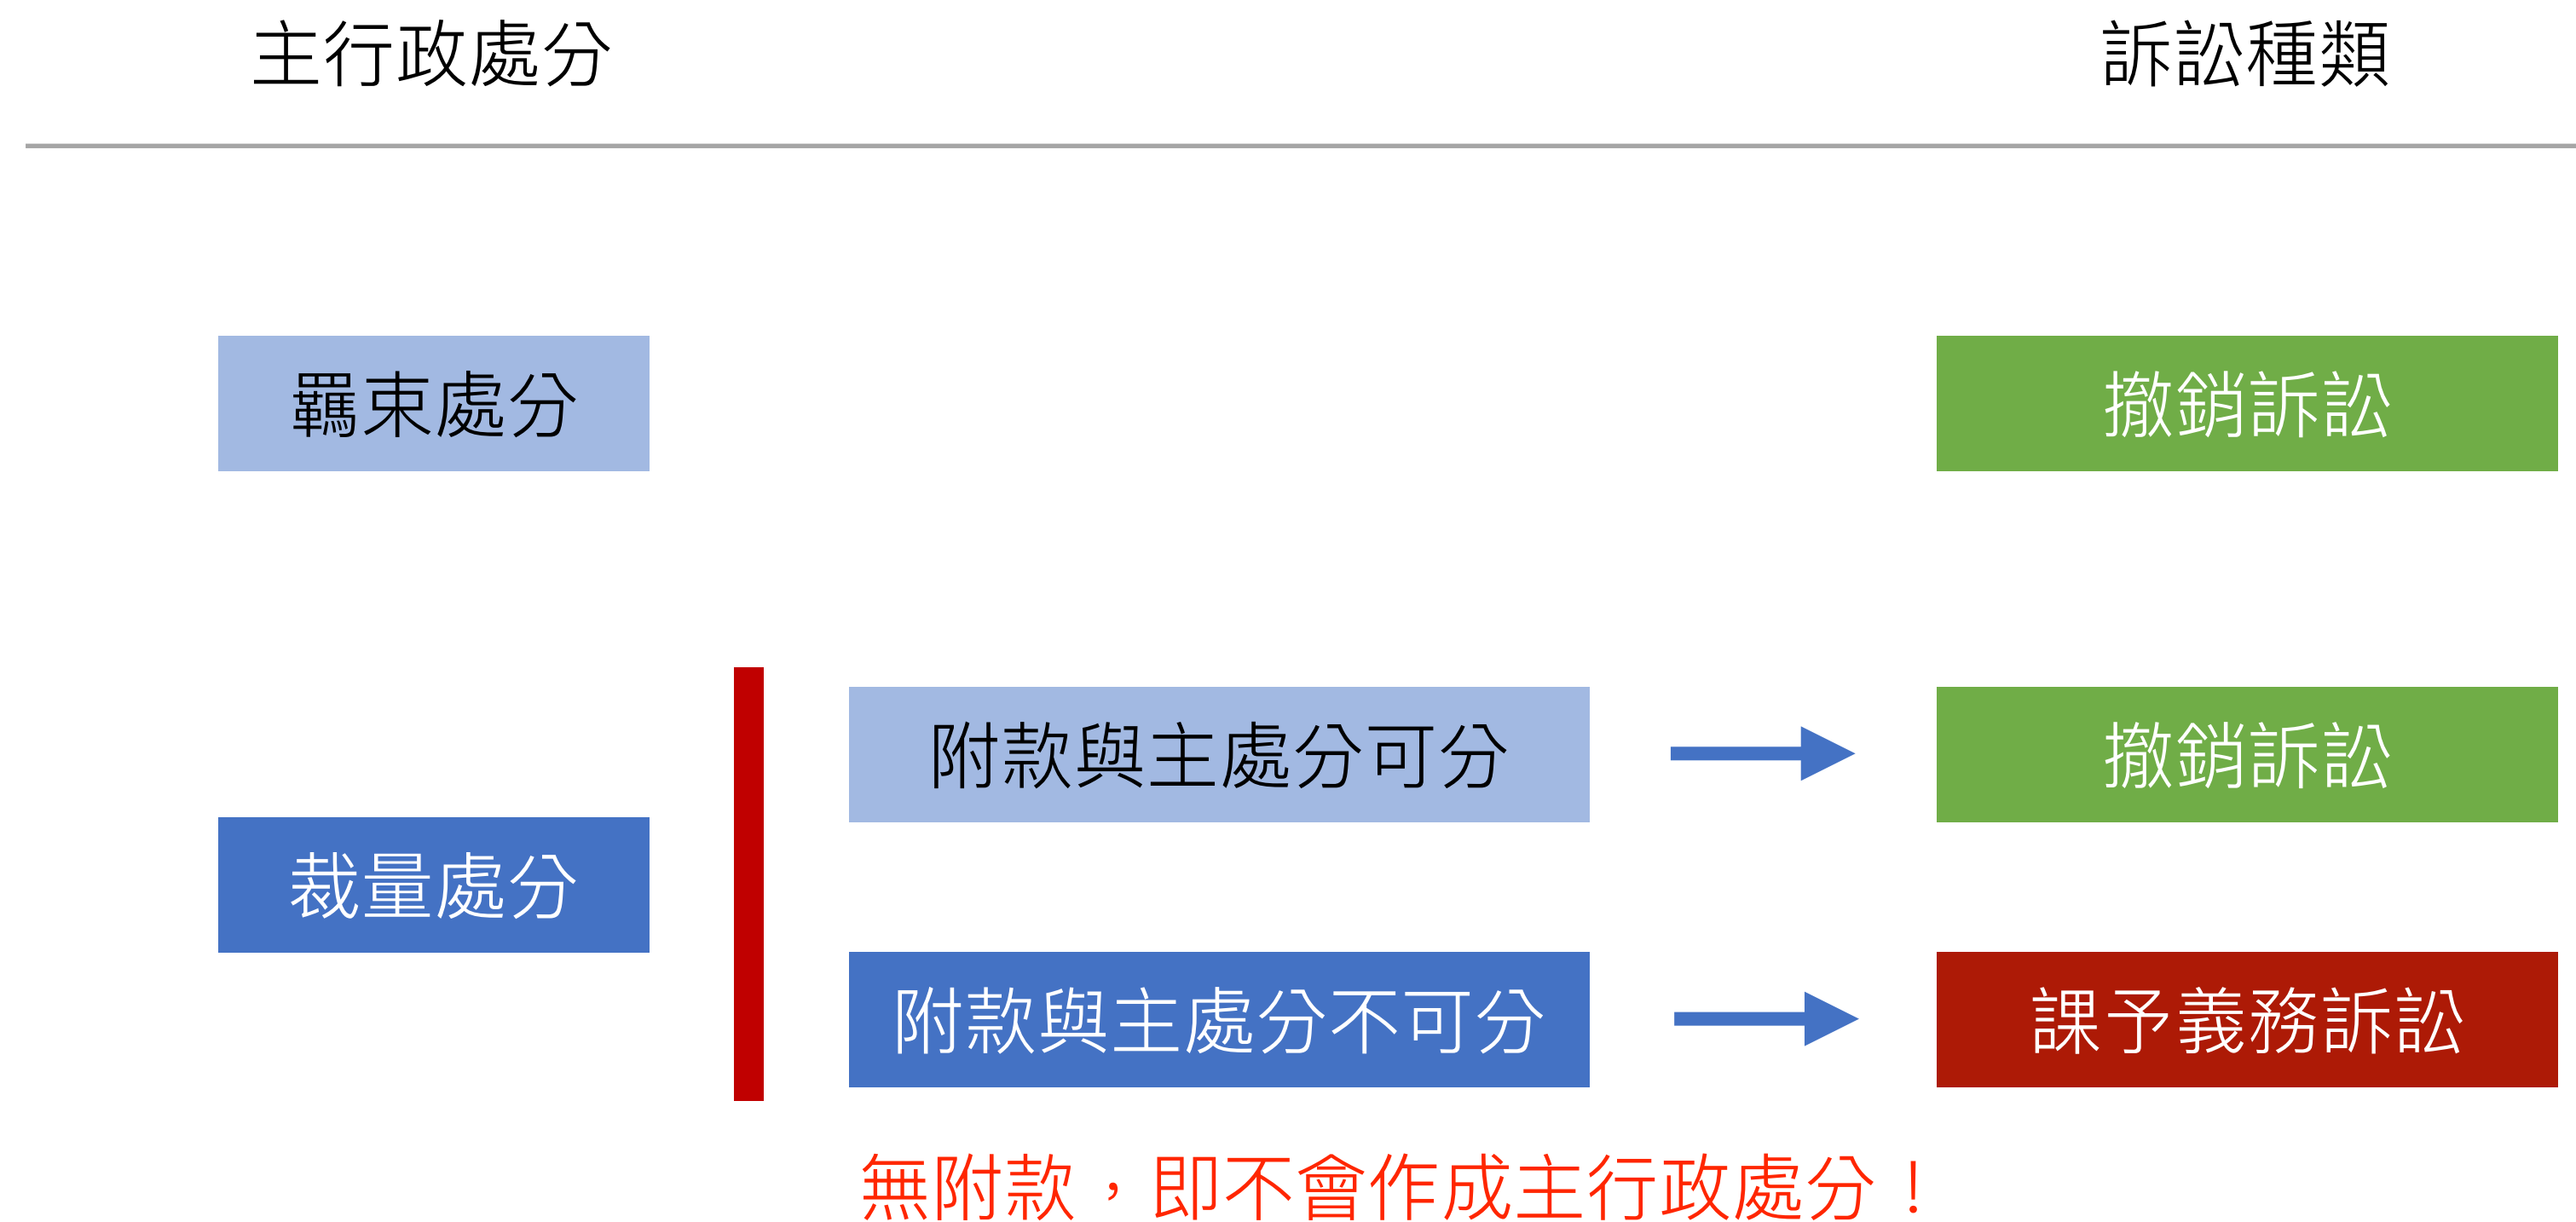 主行政處分
訴訟種類
羈束處分
撤銷訴訟
附款與主處分可分
撤銷訴訟
裁量處分
附款與主處分不可分
課予義務訴訟
無附款，即不會作成主行政處分！